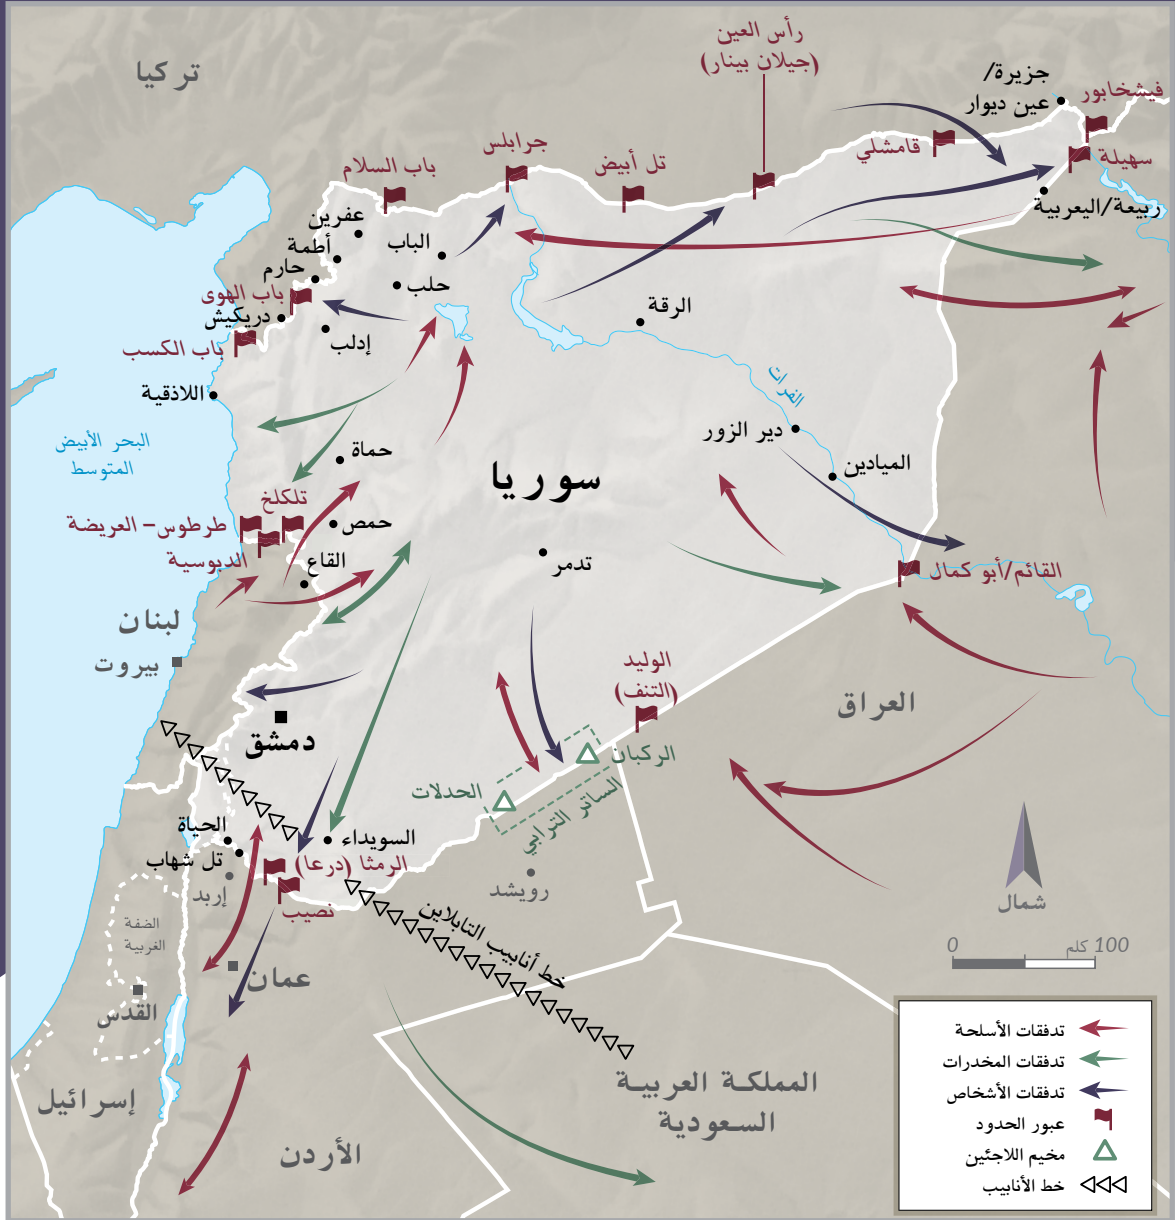 تركيا
رأس العين
(جيلان بينار)
جزيرة/
عين ديوار
فيشخابور
سهيلة
قامشلي
ربيعة/اليعربية
تل أبيض
جرابلس
باب السلام
عفرين
أطمة
حارم
باب الهوى
دريكيش
باب الكسب
الباب
حلب
إدلب
الرقة
اللاذقية
الفرات
البحر الأبيض
المتوسط
دير الزور
الميادين
حماة
سوريا
تلكلخ
طرطوس – العريضة
الدبوسية
حمص
القاع
تدمر
القائم/أبو كمال
لبنان
بيروت
الوليد
(التنف)
العراق
دمشق
الركبان
الحدلات
الساتر الترابي
الحياة
تل شهاب
السويداء
الرمثا (درعا)
نصيب
إربد
رويشد
شمال
الضفة
الغربية
خط أنابيب التابلاين
عمان
القدس
0
100 كلم
إسرائيل
الأردن
المملكة العربية
السعودية
تدفقات الأسلحة
تدفقات المخدرات
تدفقات الأشخاص
عبور الحدود
مخيم اللاجئين
خط الأنابيب